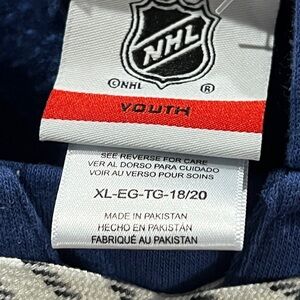 NHL
©NHL ®
YOUTH
SEE REVERSE FOR CARE
VER AL DORSO PARA CUIDADO
VOIR AU VERSO POUR SOINS
XL-EG-TG-18/20
MADE IN PAKISTAN
HECHO EN PAKISTAN
FABRIQUÉ AU PAKISTAN